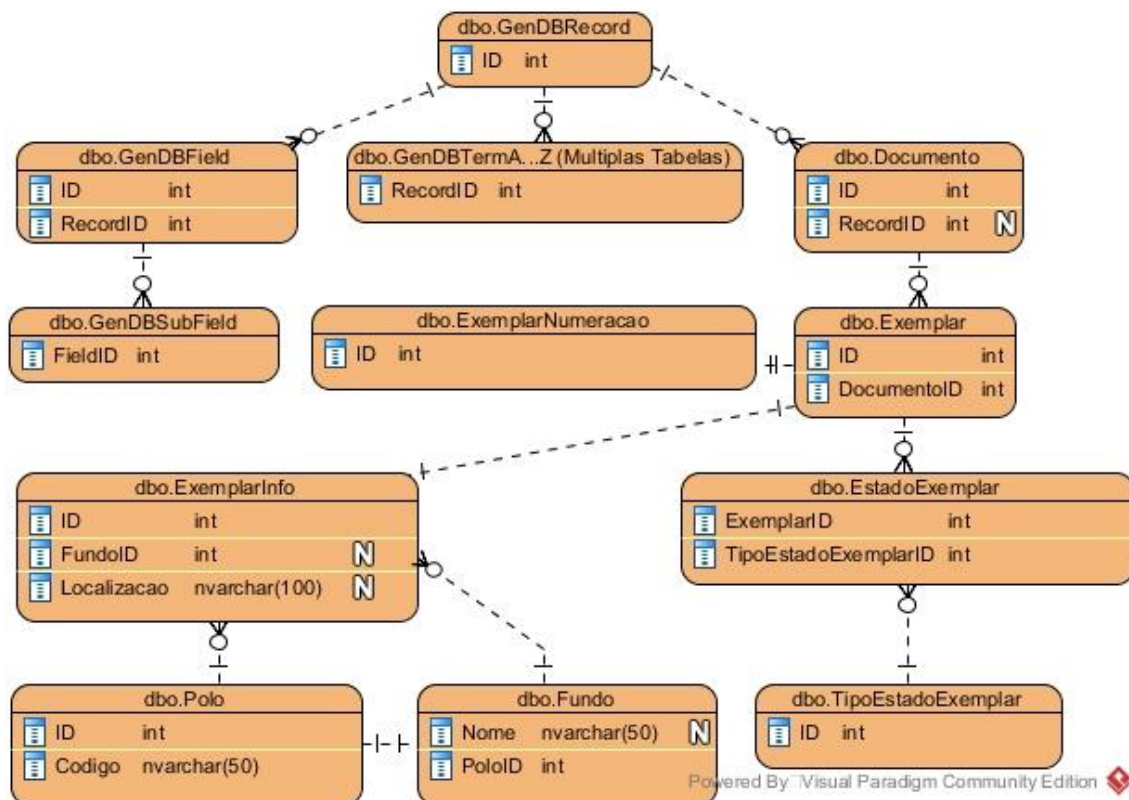 dbo.GenDBRecord
ID int
dbo.GenDBField
ID int
RecordID int
dbo.GenDBTermA...Z (Multiplas Tabelas)
RecordID int
dbo.Documento
ID int
RecordID int N
dbo.GenDBSubField
FieldID int
dbo.ExemplarNumeracao
ID int
dbo.Exemplar
ID int
DocumentoID int
dbo.ExemplarInfo
ID int
FundoID int N
Localizacao nvarchar(100) N
dbo.EstadoExemplar
ExemplarID int
TipoEstadoExemplarID int
dbo.Polo
ID int
Codigo nvarchar(50)
dbo.Fundo
Nome nvarchar(50) N
PoloID int
dbo.TipoEstadoExemplar
ID int
Powered By Visual Paradigm Community Edition